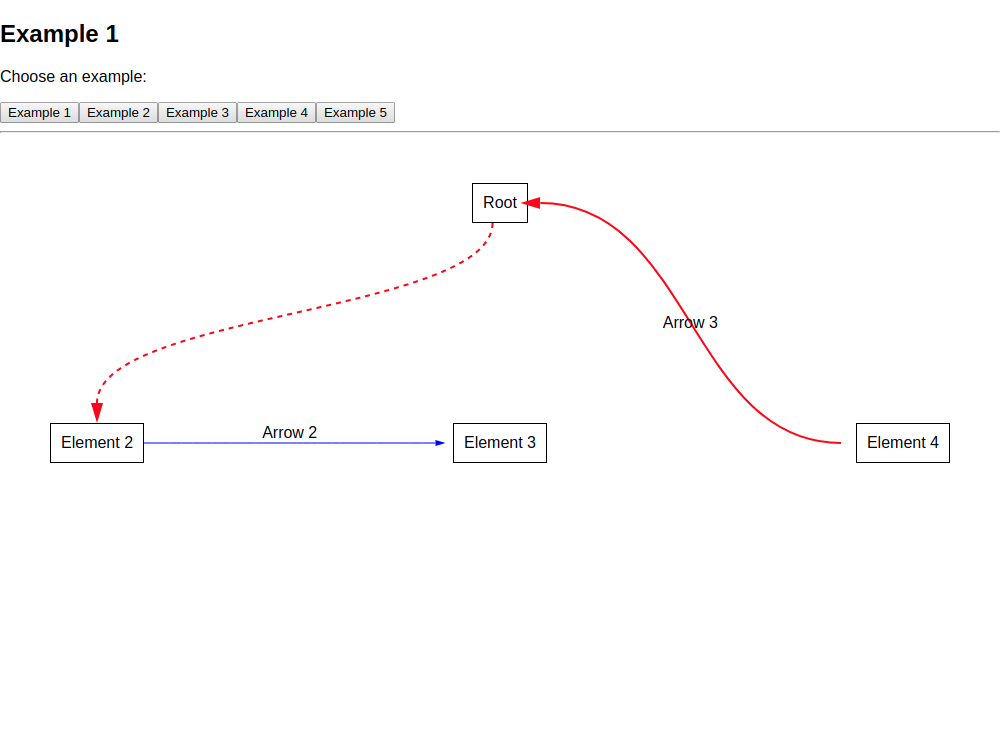 Example 1
Choose an example:
Example 1 Example 2 Example 3 Example 4 Example 5
Root
Arrow 3
Arrow 2
Element 2 Element 3 Element 4